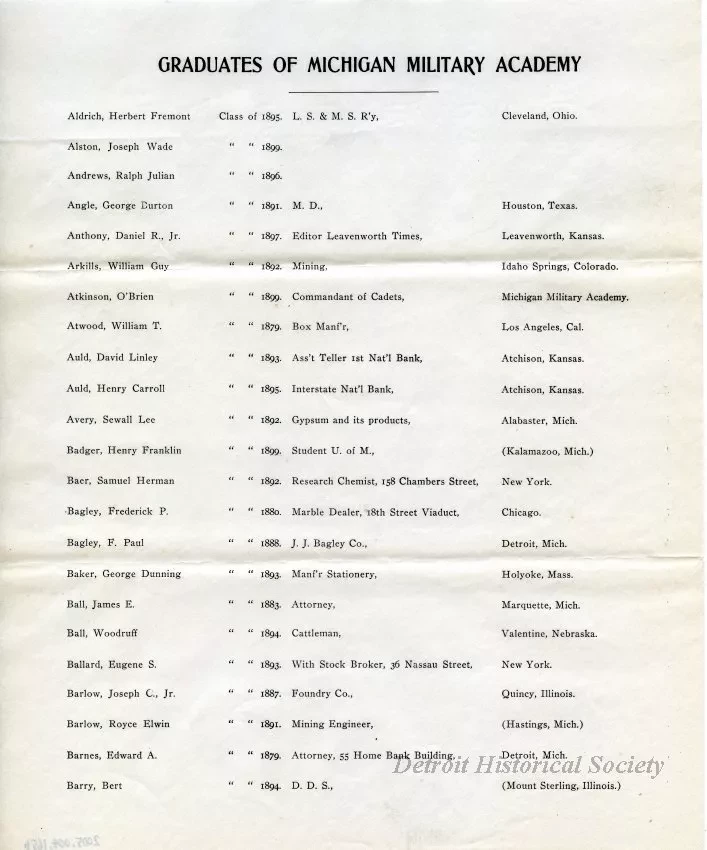 GRADUATES OF MICHIGAN MILITARY ACADEMY
Aldrich, Herbert Fremont Class of 1895. L. S. & M. S. R'y, Cleveland, Ohio.
Alston, Joseph Wade “ “ 1899.
Andrews, Ralph Julian “ “ 1896.
Angle, George Burton “ “ 1891. M. D., Houston, Texas.
Anthony, Daniel R., Jr. “ “ 1897. Editor Leavenworth Times, Leavenworth, Kansas.
Arkills, William Guy “ “ 1892. Mining, Idaho Springs, Colorado.
Atkinson, O'Brien “ “ 1899. Commandant of Cadets, Michigan Military Academy.
Atwood, William T. “ “ 1879. Box Manf'r, Los Angeles, Cal.
Auld, David Linley “ “ 1893. Ass't Teller 1st Nat'l Bank, Atchison, Kansas.
Auld, Henry Carroll “ “ 1895. Interstate Nat'l Bank, Atchison, Kansas.
Avery, Sewall Lee “ “ 1892. Gypsum and its products, Alabaster, Mich.
Badger, Henry Franklin “ “ 1899. Student U. of M., (Kalamazoo, Mich.)
Baer, Samuel Herman “ “ 1892. Research Chemist, 158 Chambers Street, New York.
Bagley, Frederick P. “ “ 1880. Marble Dealer, 18th Street Viaduct, Chicago.
Bagley, F. Paul “ “ 1888. J. J. Bagley Co., Detroit, Mich.
Baker, George Dunning “ “ 1893. Manf'r Stationery, Holyoke, Mass.
Ball, James E. “ “ 1883. Attorney, Marquette, Mich.
Ball, Woodruff “ “ 1894. Cattleman, Valentine, Nebraska.
Ballard, Eugene S. “ “ 1893. With Stock Broker, 36 Nassau Street, New York.
Barlow, Joseph C., Jr. “ “ 1887. Foundry Co., Quincy, Illinois.
Barlow, Royce Elwin “ “ 1891. Mining Engineer, (Hastings, Mich.)
Barnes, Edward A. “ “ 1879. Attorney, 55 Home Bank Building, Detroit, Mich.
Detroit Historical Society
Barry, Bert “ “ 1894. D. D. S., (Mount Sterling, Illinois.)